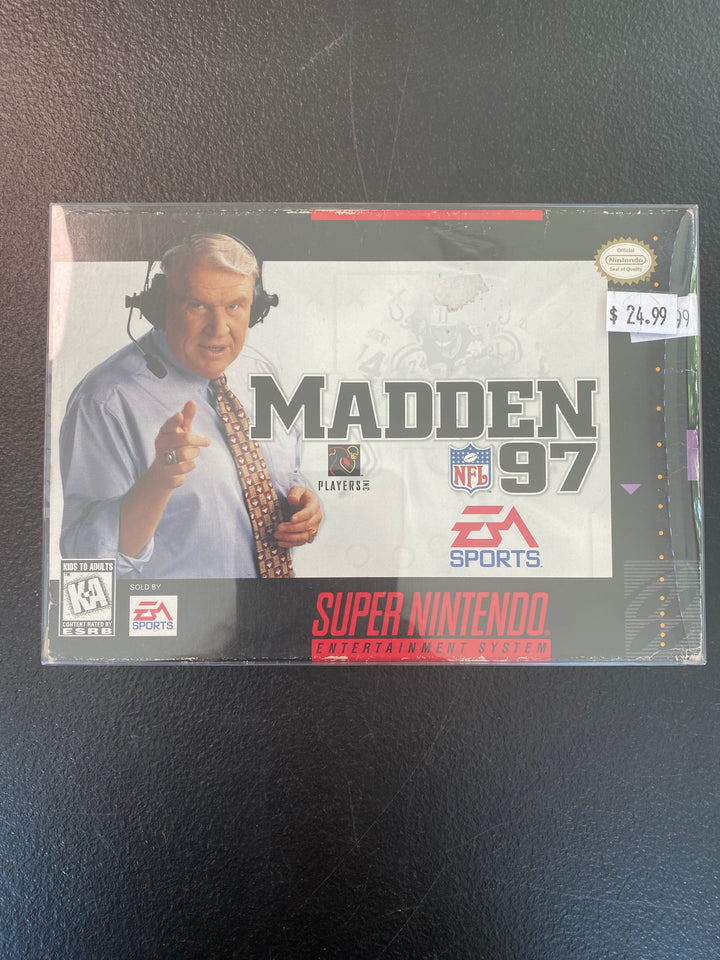 Official
Nintendo
Seal of Quality
$ 24.99
99
MADDEN
NFL 97
PLAYERS INC
EA
SPORTS
KIDS TO ADULTS
K-A
CONTENT RATED BY
ESRB
SOLD BY
EA
SPORTS
SUPER NINTENDO
ENTERTAINMENT SYSTEM